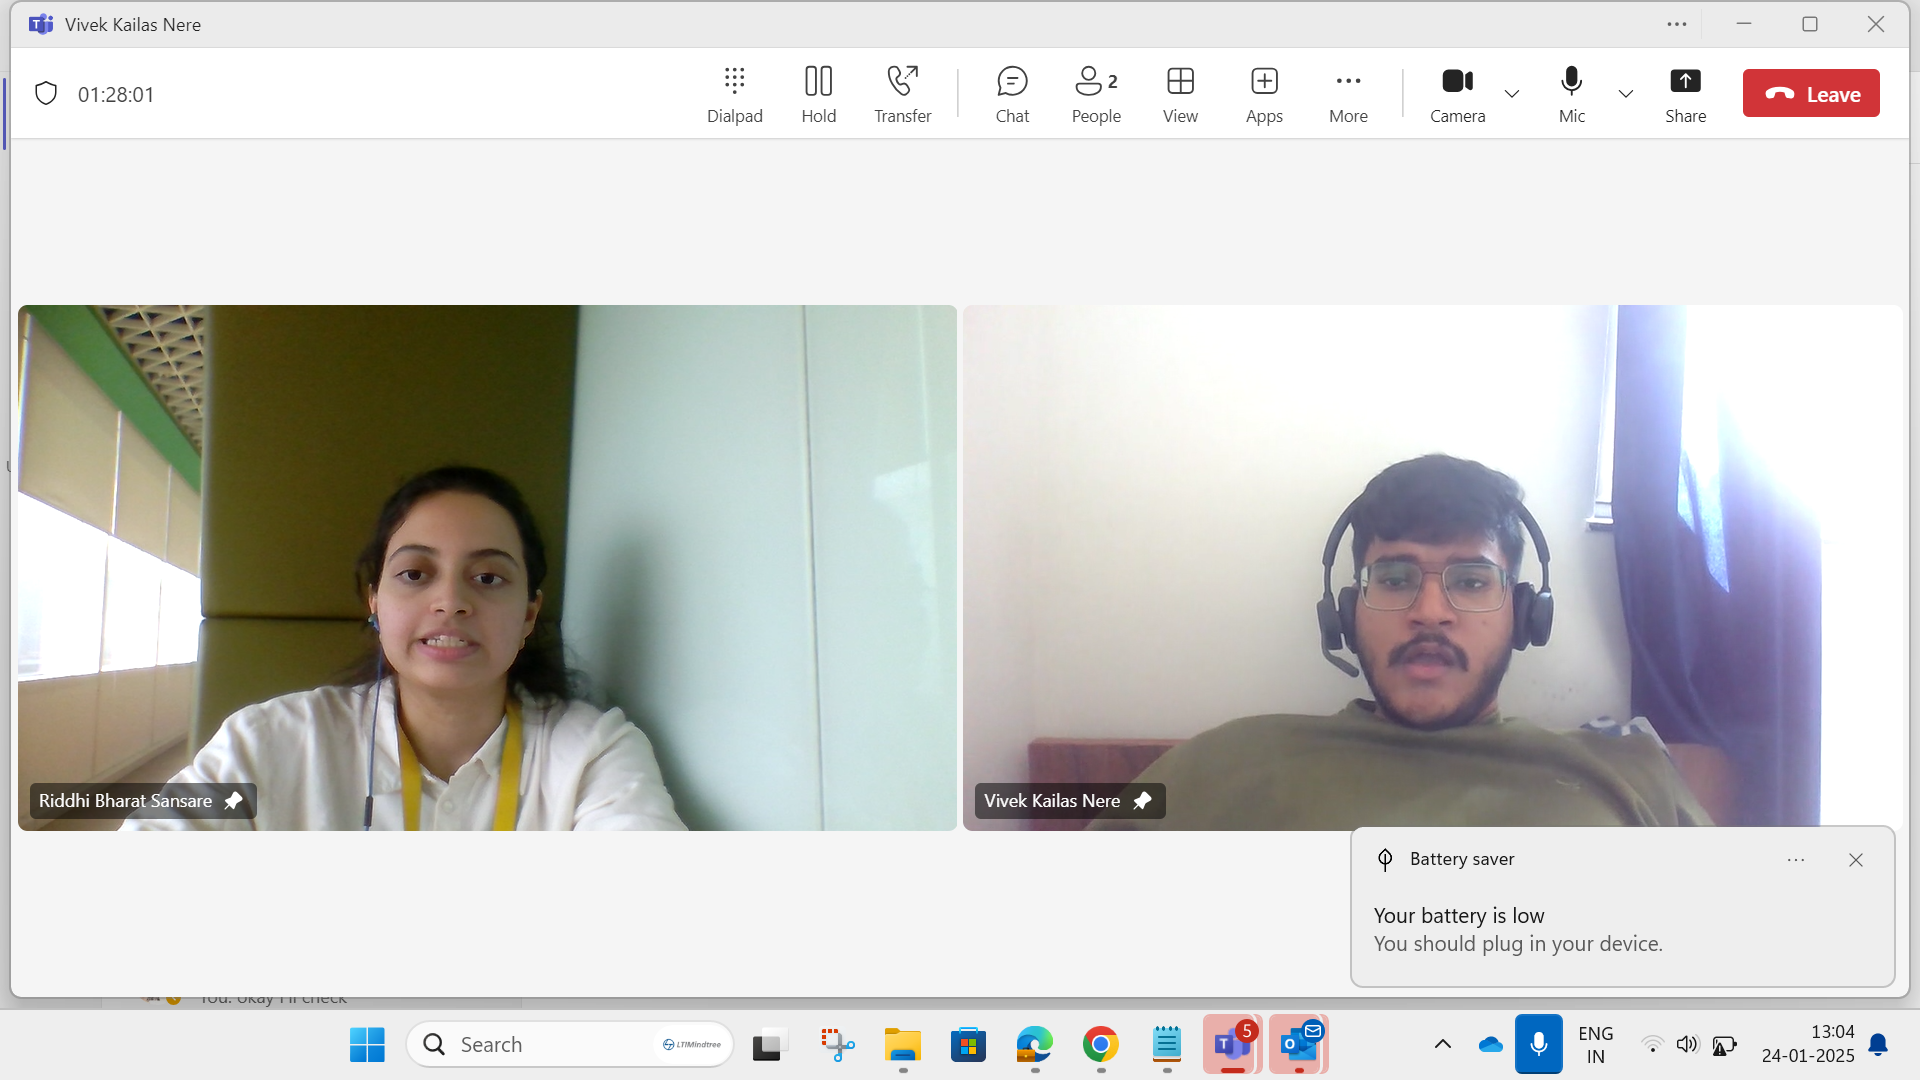 Vivek Kailas Nere
01:28:01
Dialpad
Hold
Transfer
Chat
2
People
View
Apps
More
Camera
Mic
Share
Leave
Riddhi Bharat Sansare
Vivek Kailas Nere
Battery saver
Your battery is low
You should plug in your device.
You: okay I'll check
Search
LTIMindtree
5
ENG
IN
13:04
24-01-2025